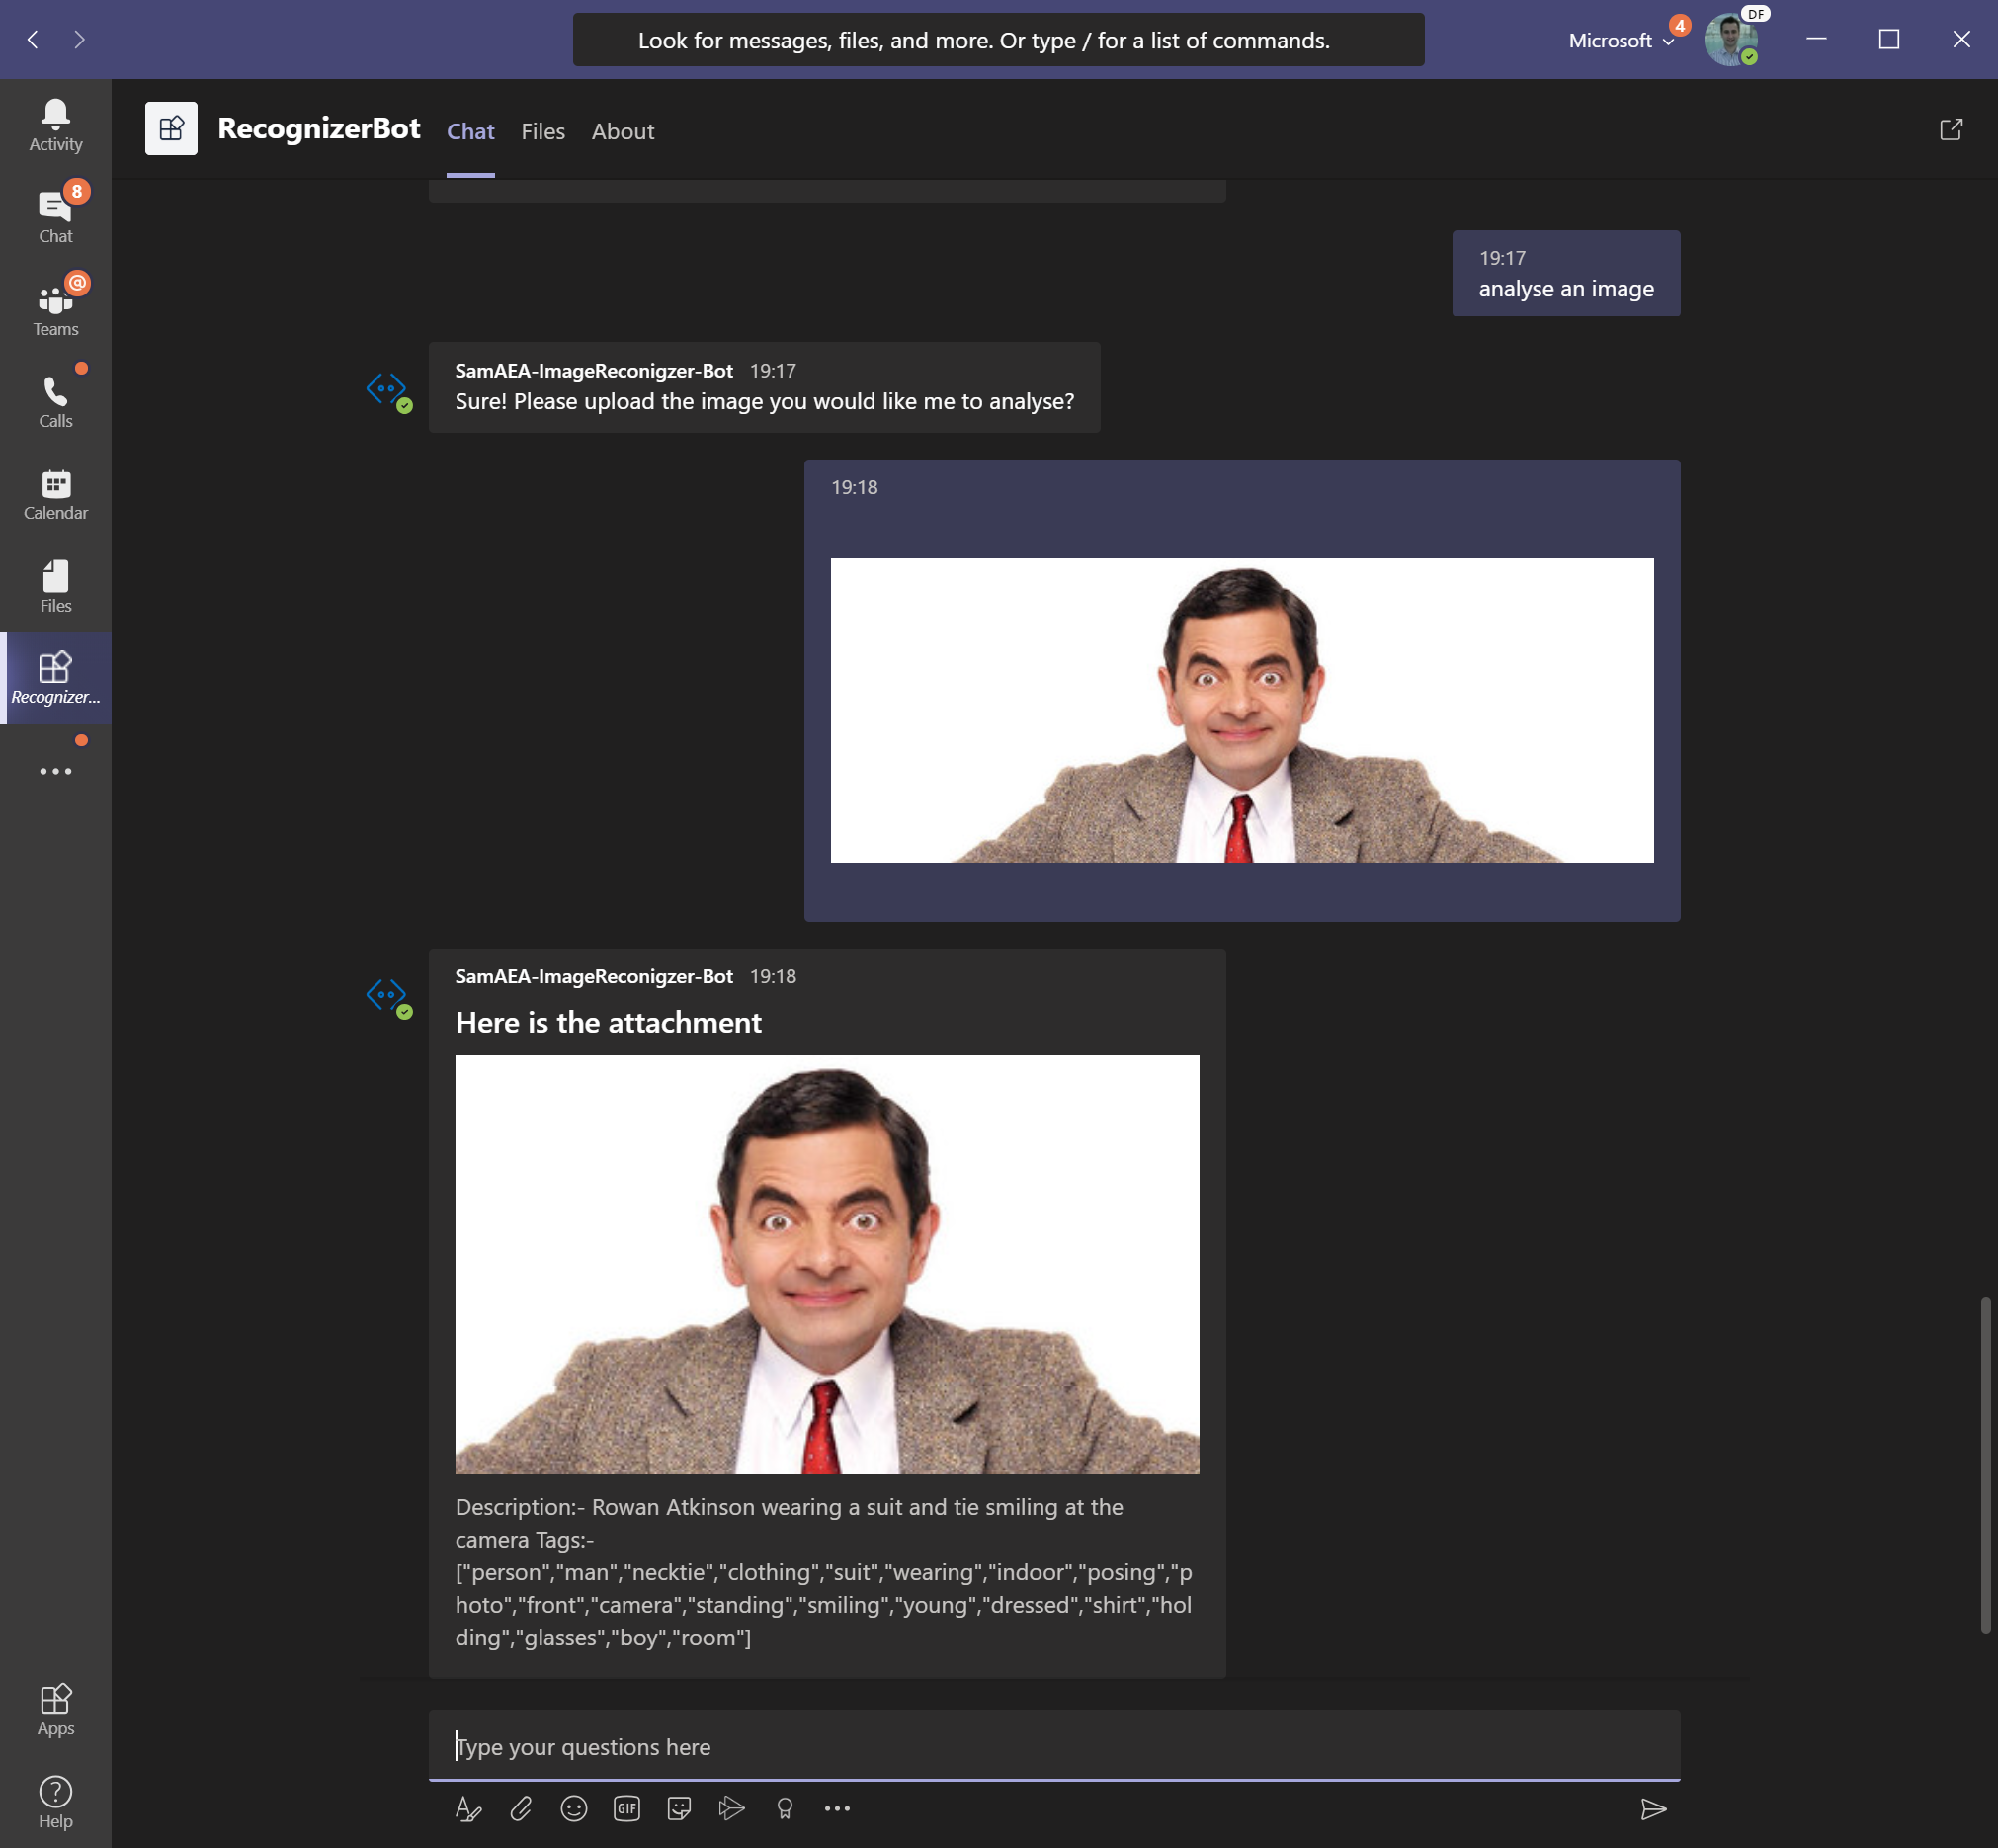 Look for messages, files, and more. Or type / for a list of commands.
Microsoft
4
DF
Activity
8
Chat
@
Teams
Calls
Calendar
Files
Recognizer...
Apps
Help
RecognizerBot
Chat
Files
About
19:17
analyse an image
SamAEA-ImageReconigzer-Bot 19:17
Sure! Please upload the image you would like me to analyse?
19:18
SamAEA-ImageReconigzer-Bot 19:18
Here is the attachment
Description:- Rowan Atkinson wearing a suit and tie smiling at the
camera Tags:-
["person","man","necktie","clothing","suit","wearing","indoor","posing","p
hoto","front","camera","standing","smiling","young","dressed","shirt","hol
ding","glasses","boy","room"]
Type your questions here
GIF